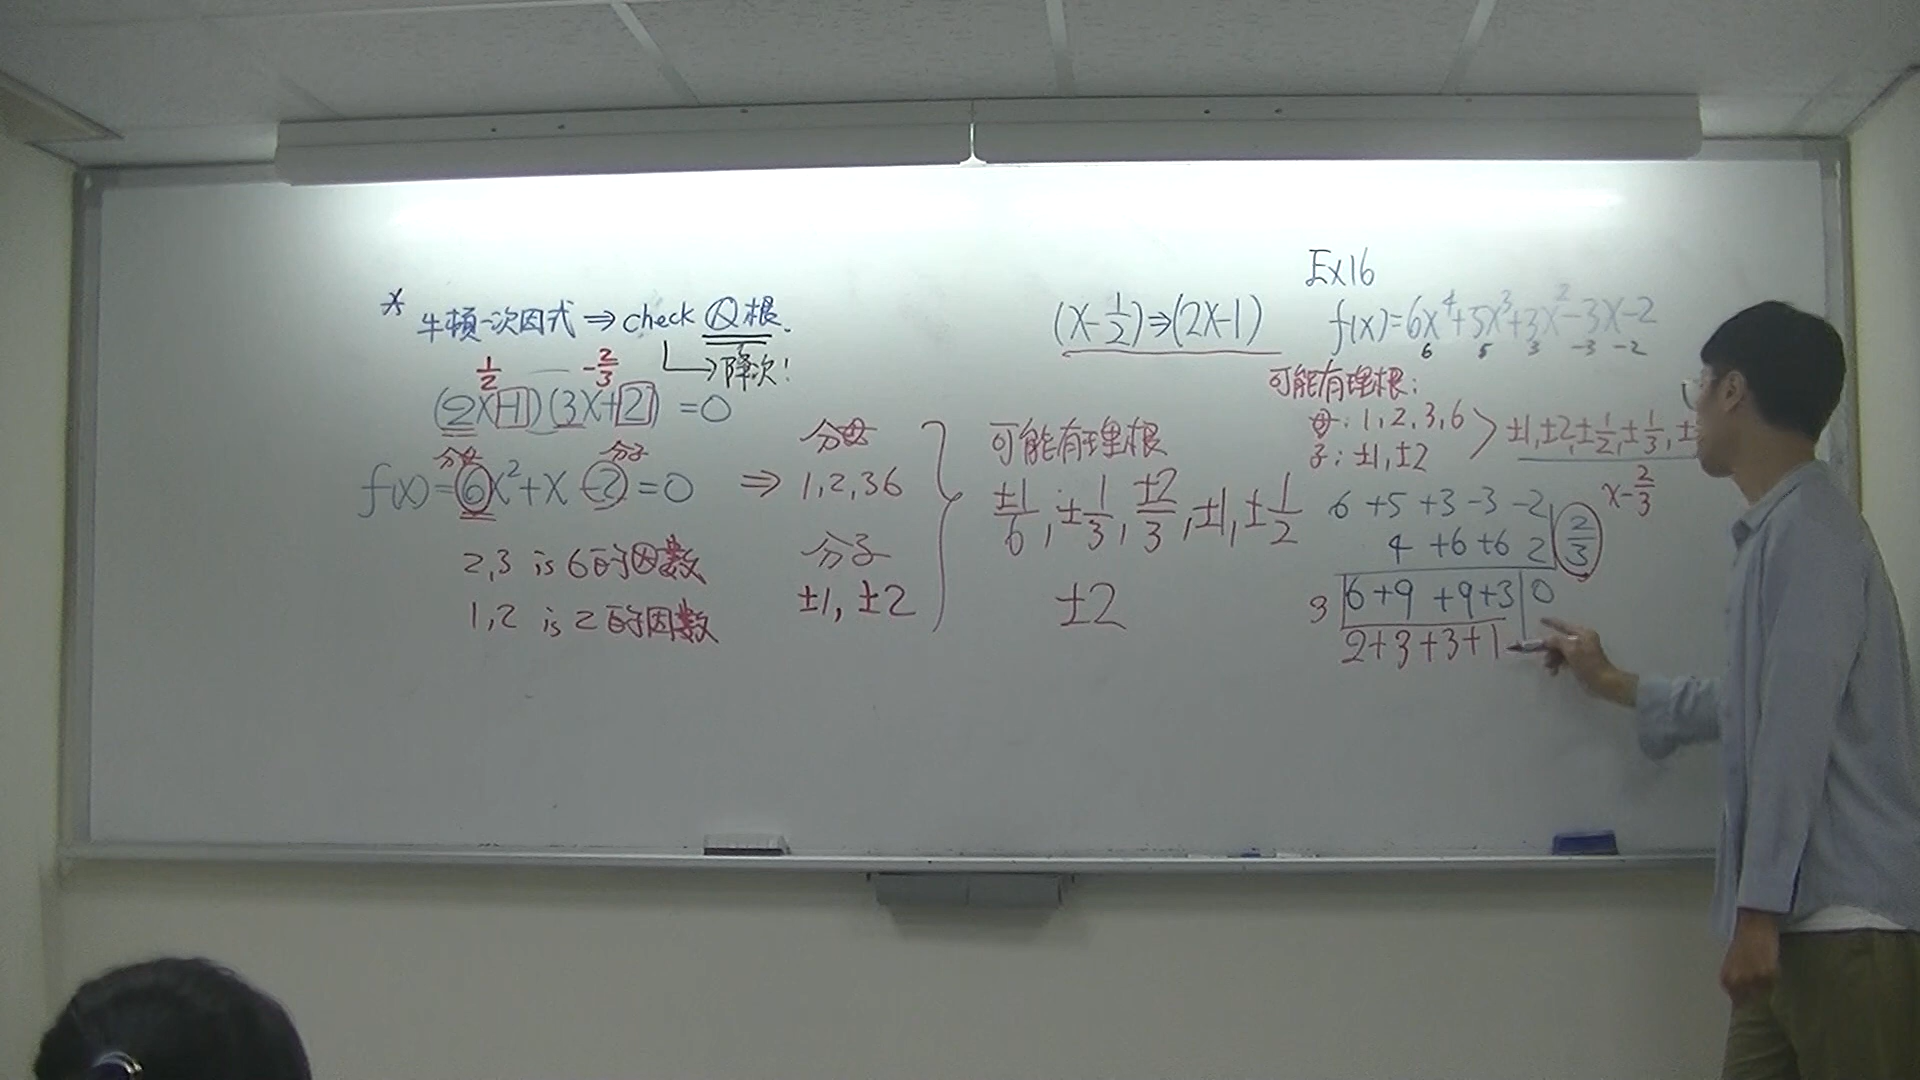 * 牛頓一次因式 ⇒ check Q根.
→ 降次!
1/2 -2/3
(2x-1)(3x+2) = 0
分母 分子
f(x) = 6x²+x-2 = 0 ⇒
2,3 is 6的因數
1,2 is 2的因數
分母
1,2,3 6
分子
±1, ±2
可能有理根
±1/6, ±1/3, ±2/3, ±1, ±1/2
±2
(x-1/2)⇒(2x-1)
Ex16
f(x)=6x⁴+5x³+3x²-3x-2
6 5 3 -3 -2
可能有理根:
母: 1,2,3,6
子: ±1,±2
±1,±2,±1/2,±1/3,±
x-2/3
6 +5 +3 -3 -2 | 2/3
4 +6 +6 2
3 | 6 +9 +9 +3 | 0
2+3+3+1